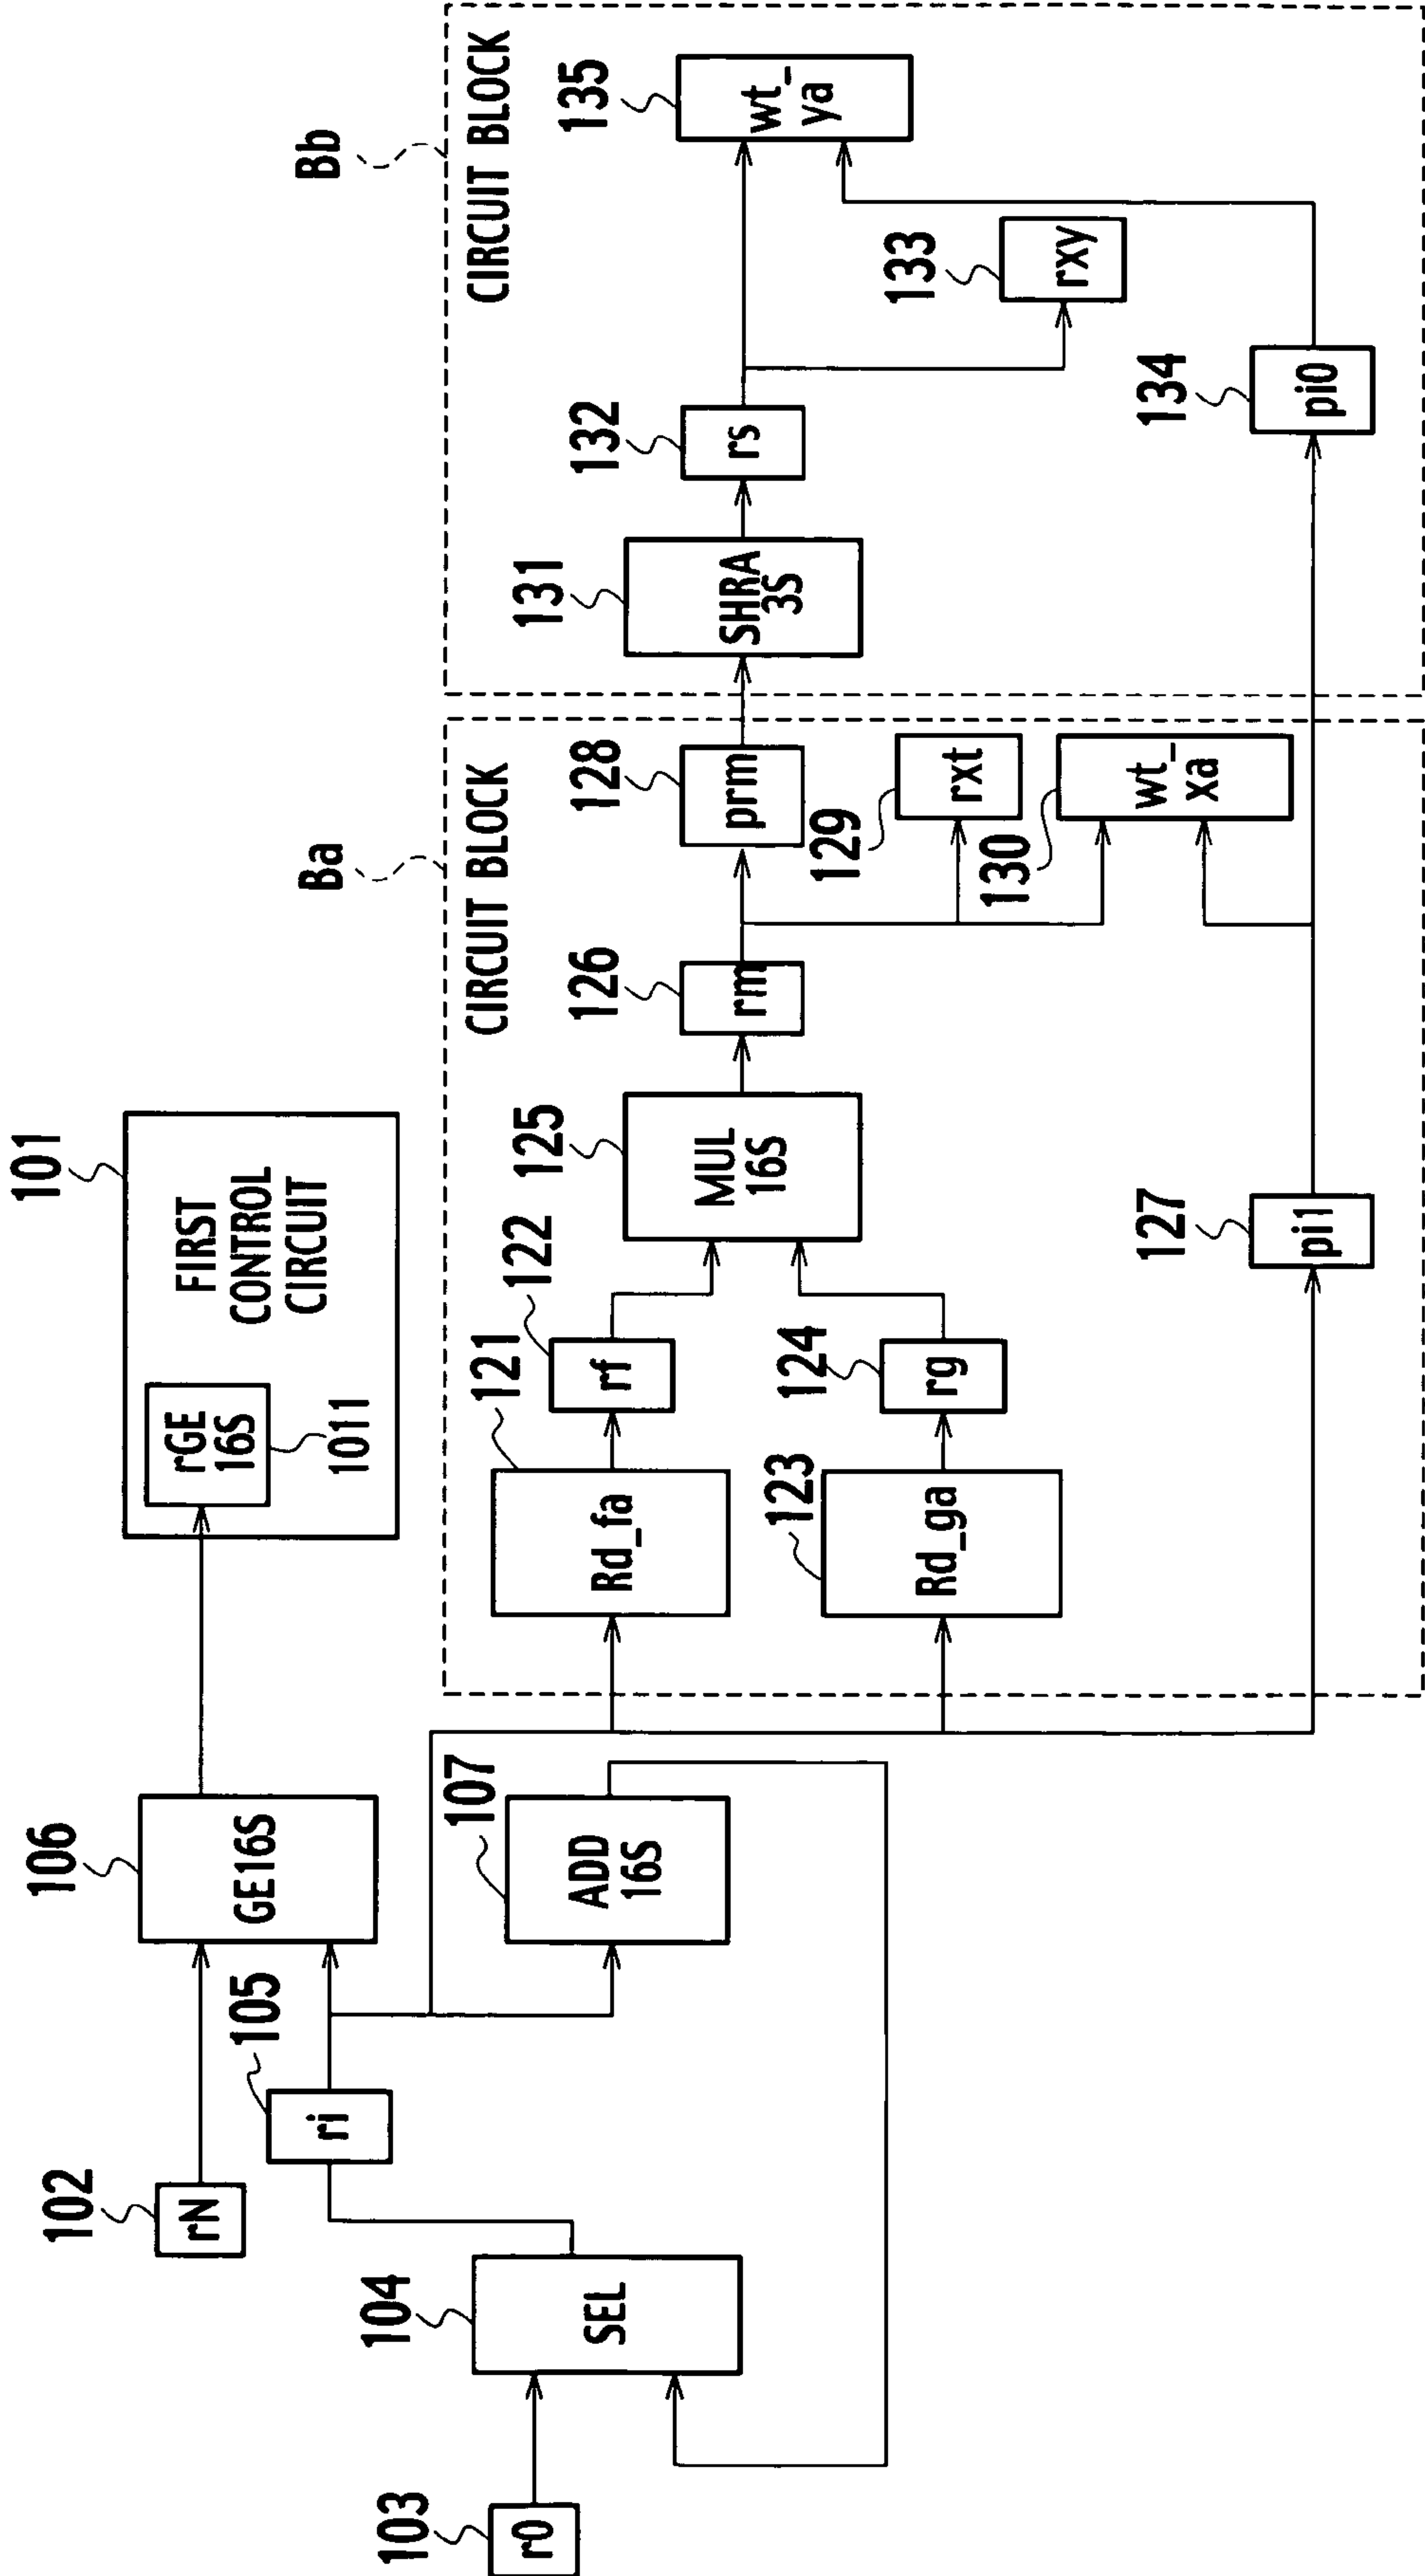 101
FIRST
CONTROL
CIRCUIT
rGE
16S
1011
106
GE16S
102
rN
105
ri
104
SEL
103
r0
107
ADD
16S
Ba
CIRCUIT BLOCK
121
Rd_fa
122
rf
123
Rd_ga
124
rg
125
MUL
16S
126
rm
127
pi1
128
prm
129
rxt
130
wt_
xa
Bb
CIRCUIT BLOCK
131
SHRA
3S
132
rs
133
rxy
134
pi0
135
wt_
ya